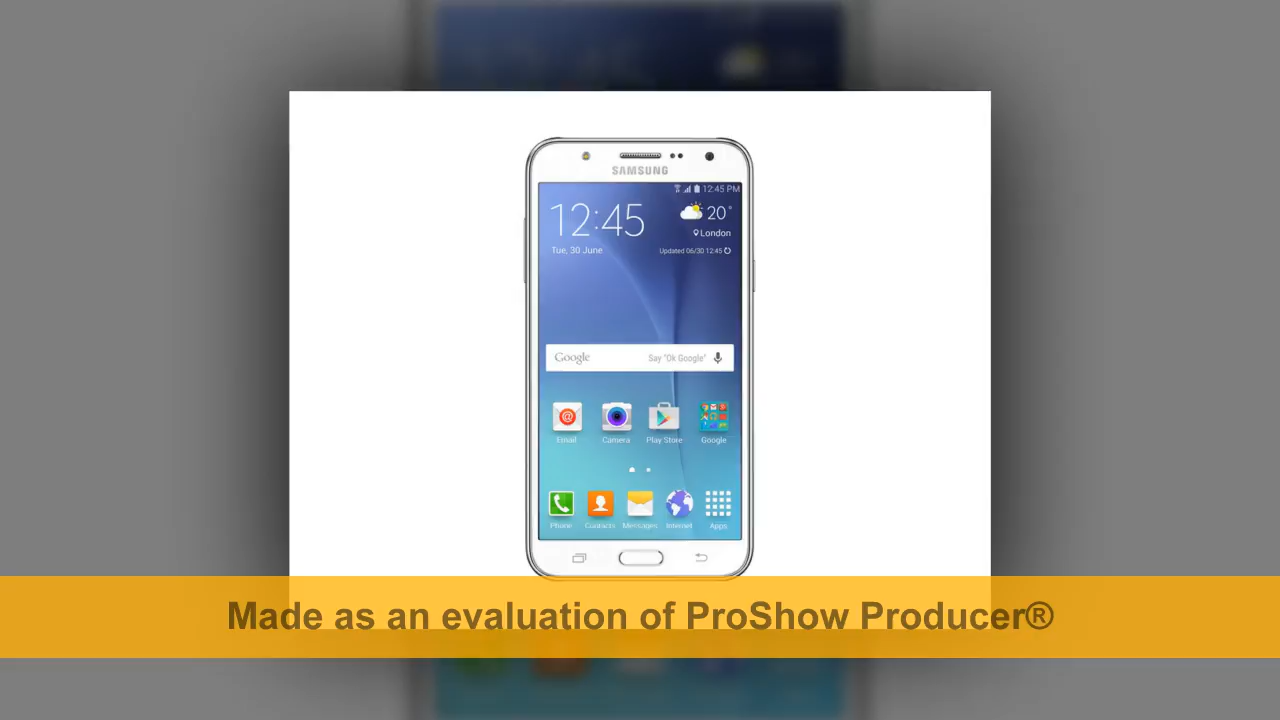 SAMSUNG
12:45 PM
12:45
20°
London
Tue, 30 June
Updated 06/30 12:45
Google
Say "Ok Google"
Email Camera Play Store Google
Phone Contacts Messages Internet Apps
Made as an evaluation of ProShow Producer®